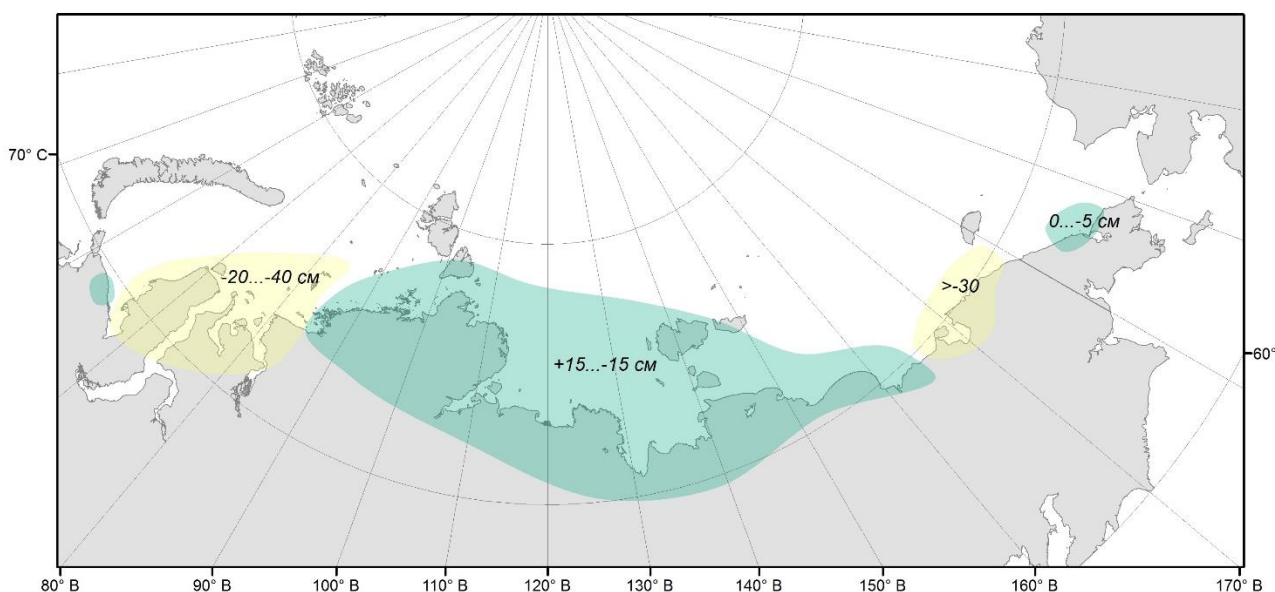 70° С
0...-5 см
-20...-40 см
>-30
+15...-15 см
60°
80° В
90° В
100° В
110° В
120° В
130° В
140° В
150° В
160° В
170° В